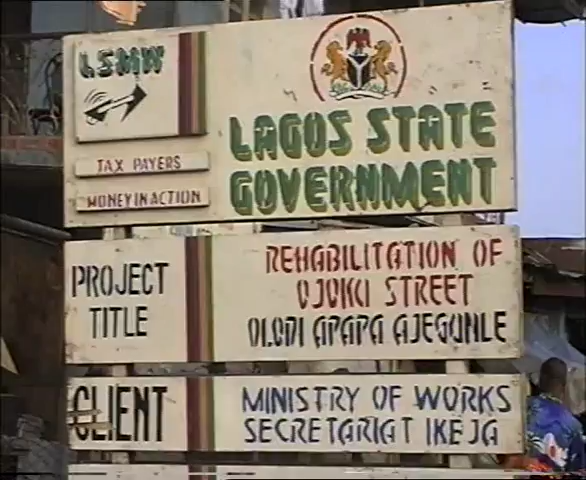 LSMW
TAX PAYERS
MONEY IN ACTION
LAGOS STATE
GOVERNMENT
PROJECT
TITLE
REHABILITATION OF
OJOKU STREET
OLODI APAPA AJEGUNLE
CLIENT
MINISTRY OF WORKS
SECRETARIAT IKEJA